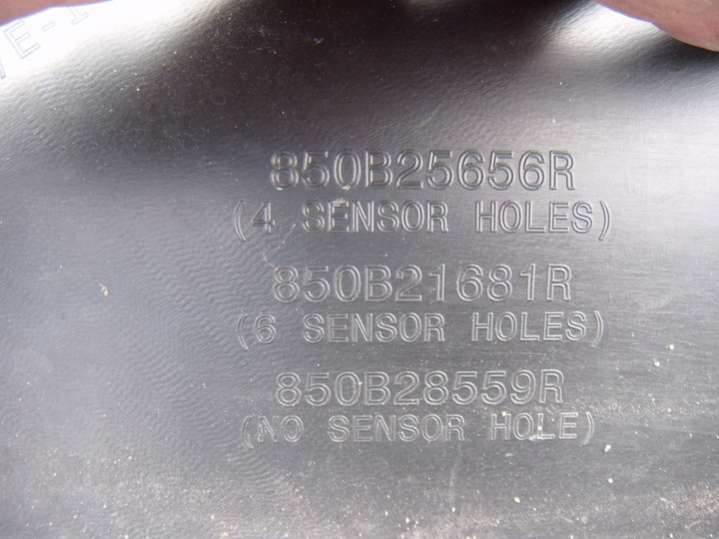 850B25656R
(4 SENSOR HOLES)
850B21681R
(6 SENSOR HOLES)
850B28559R
(NO SENSOR HOLE)